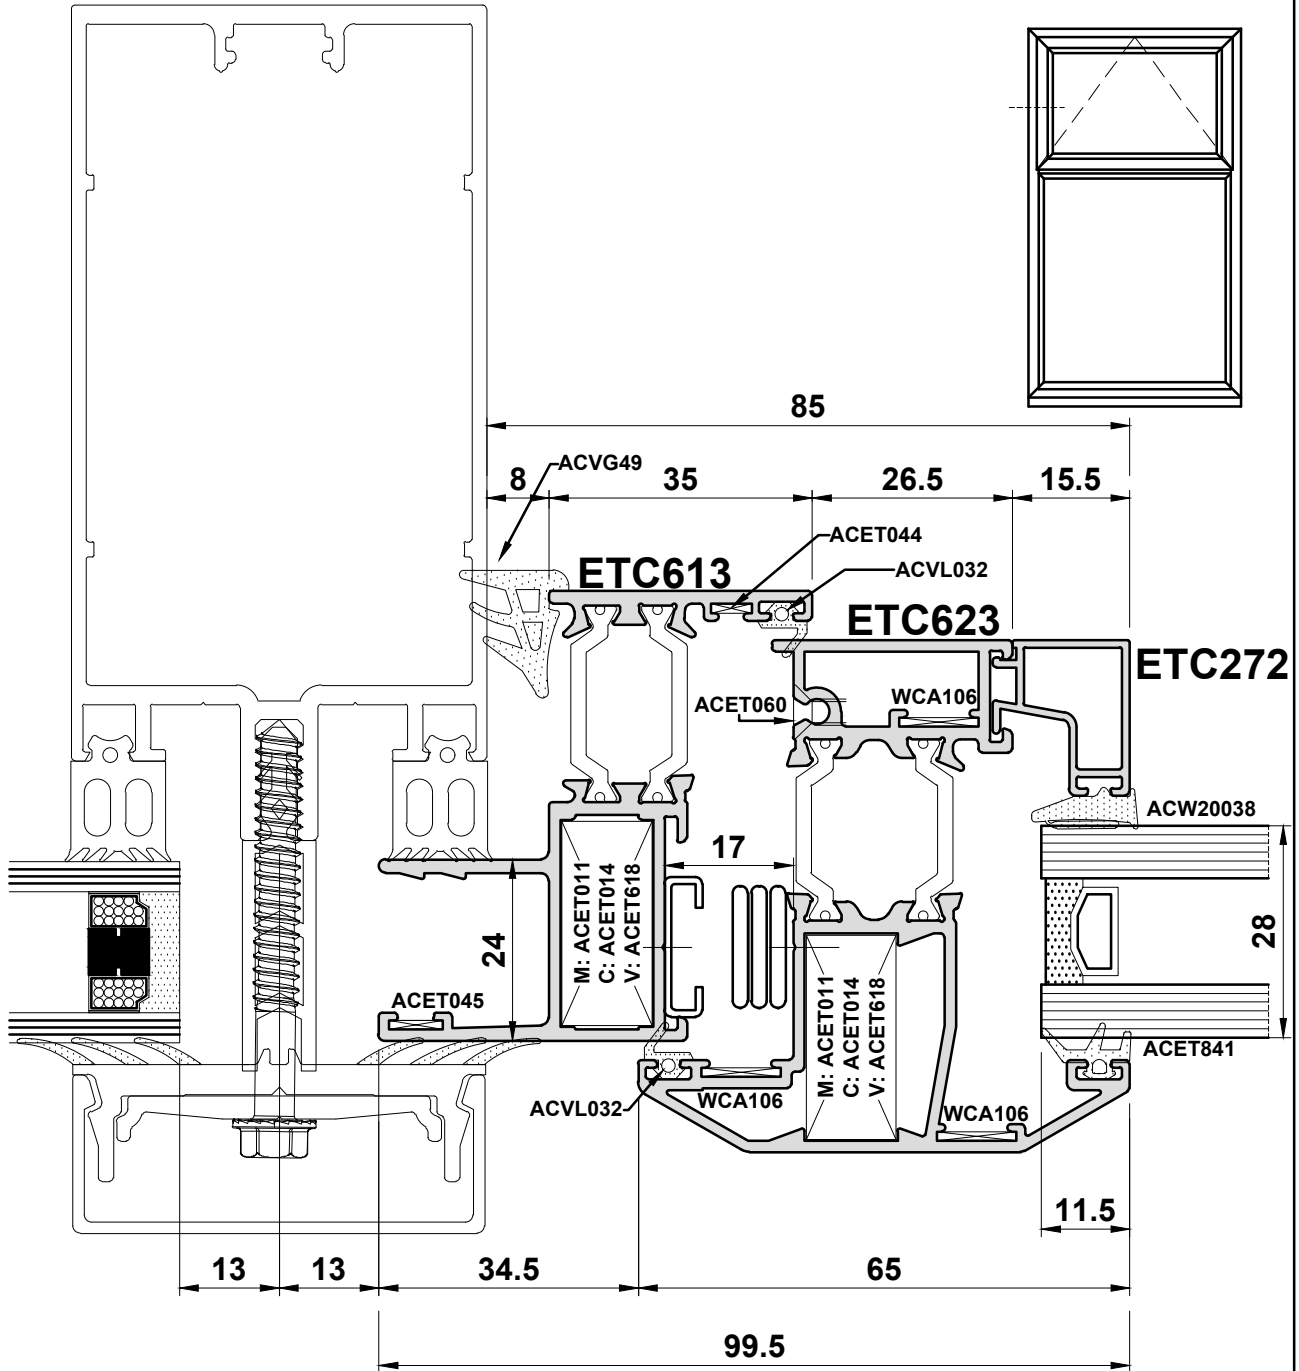 85
ACVG49
8
35
26.5
15.5
ACET044
ETC613
ACVL032
ETC623
ETC272
ACET060
WCA106
ACW20038
17
M: ACET011
C: ACET014
V: ACET618
24
28
ACET045
M: ACET011
C: ACET014
V: ACET618
ACET841
ACVL032
WCA106
WCA106
11.5
13
13
34.5
65
99.5